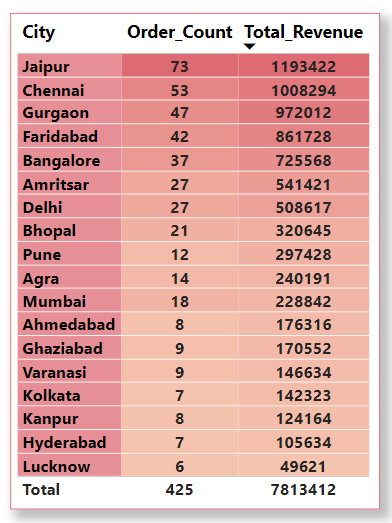 City Order_Count Total_Revenue
Jaipur 73 1193422
Chennai 53 1008294
Gurgaon 47 972012
Faridabad 42 861728
Bangalore 37 725568
Amritsar 27 541421
Delhi 27 508617
Bhopal 21 320645
Pune 12 297428
Agra 14 240191
Mumbai 18 228842
Ahmedabad 8 176316
Ghaziabad 9 170552
Varanasi 9 146634
Kolkata 7 142323
Kanpur 8 124164
Hyderabad 7 105634
Lucknow 6 49621
Total 425 7813412